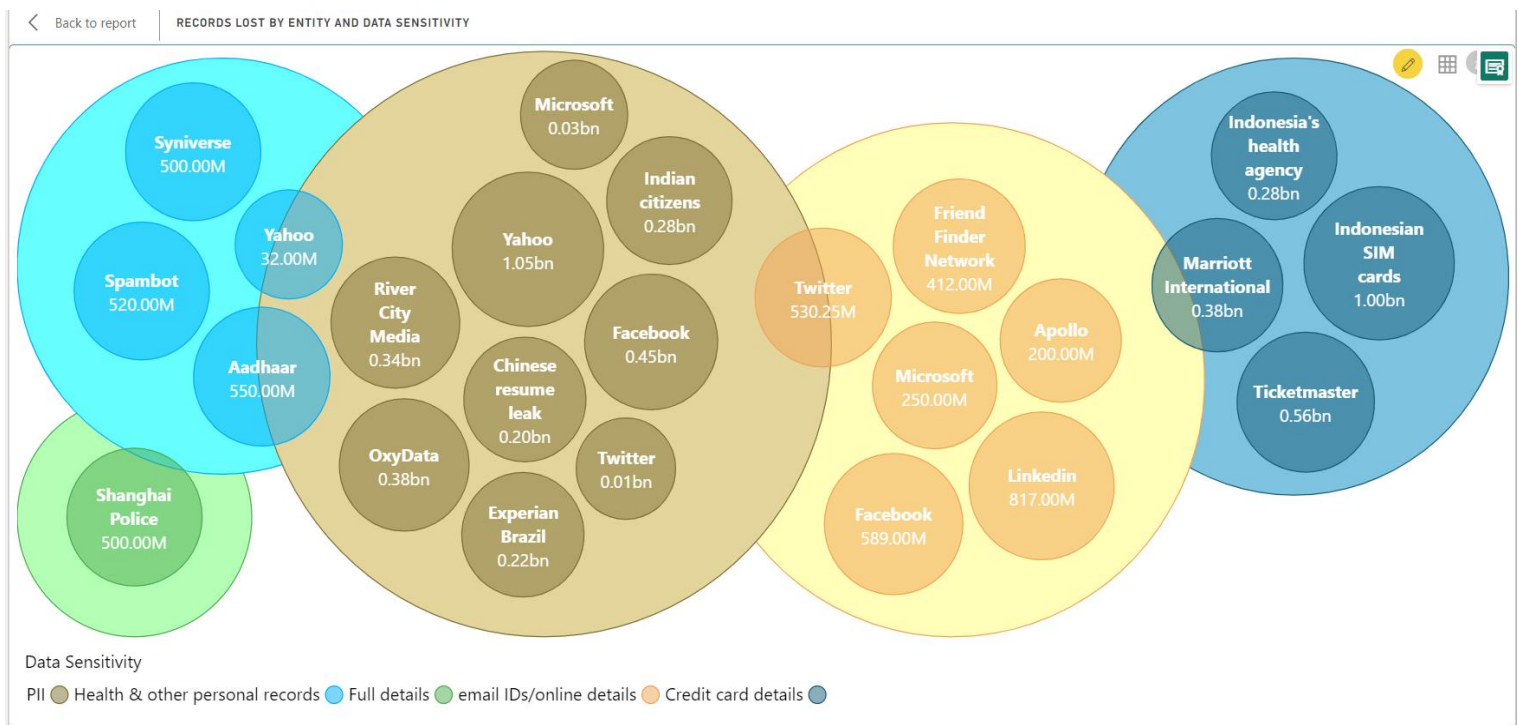 Back to report
RECORDS LOST BY ENTITY AND DATA SENSITIVITY
Syniverse
500.00M
Yahoo
32.00M
Spambot
520.00M
Aadhaar
550.00M
Shanghai
Police
500.00M
Microsoft
0.03bn
Indian
citizens
0.28bn
Yahoo
1.05bn
River
City
Media
0.34bn
Facebook
0.45bn
Chinese
resume
leak
0.20bn
OxyData
0.38bn
Twitter
0.01bn
Experian
Brazil
0.22bn
Twitter
530.25M
Friend
Finder
Network
412.00M
Apollo
200.00M
Microsoft
250.00M
Linkedin
817.00M
Facebook
589.00M
Indonesia's
health
agency
0.28bn
Indonesian
SIM
cards
1.00bn
Marriott
International
0.38bn
Ticketmaster
0.56bn
Data Sensitivity
PII Health & other personal records Full details email IDs/online details Credit card details